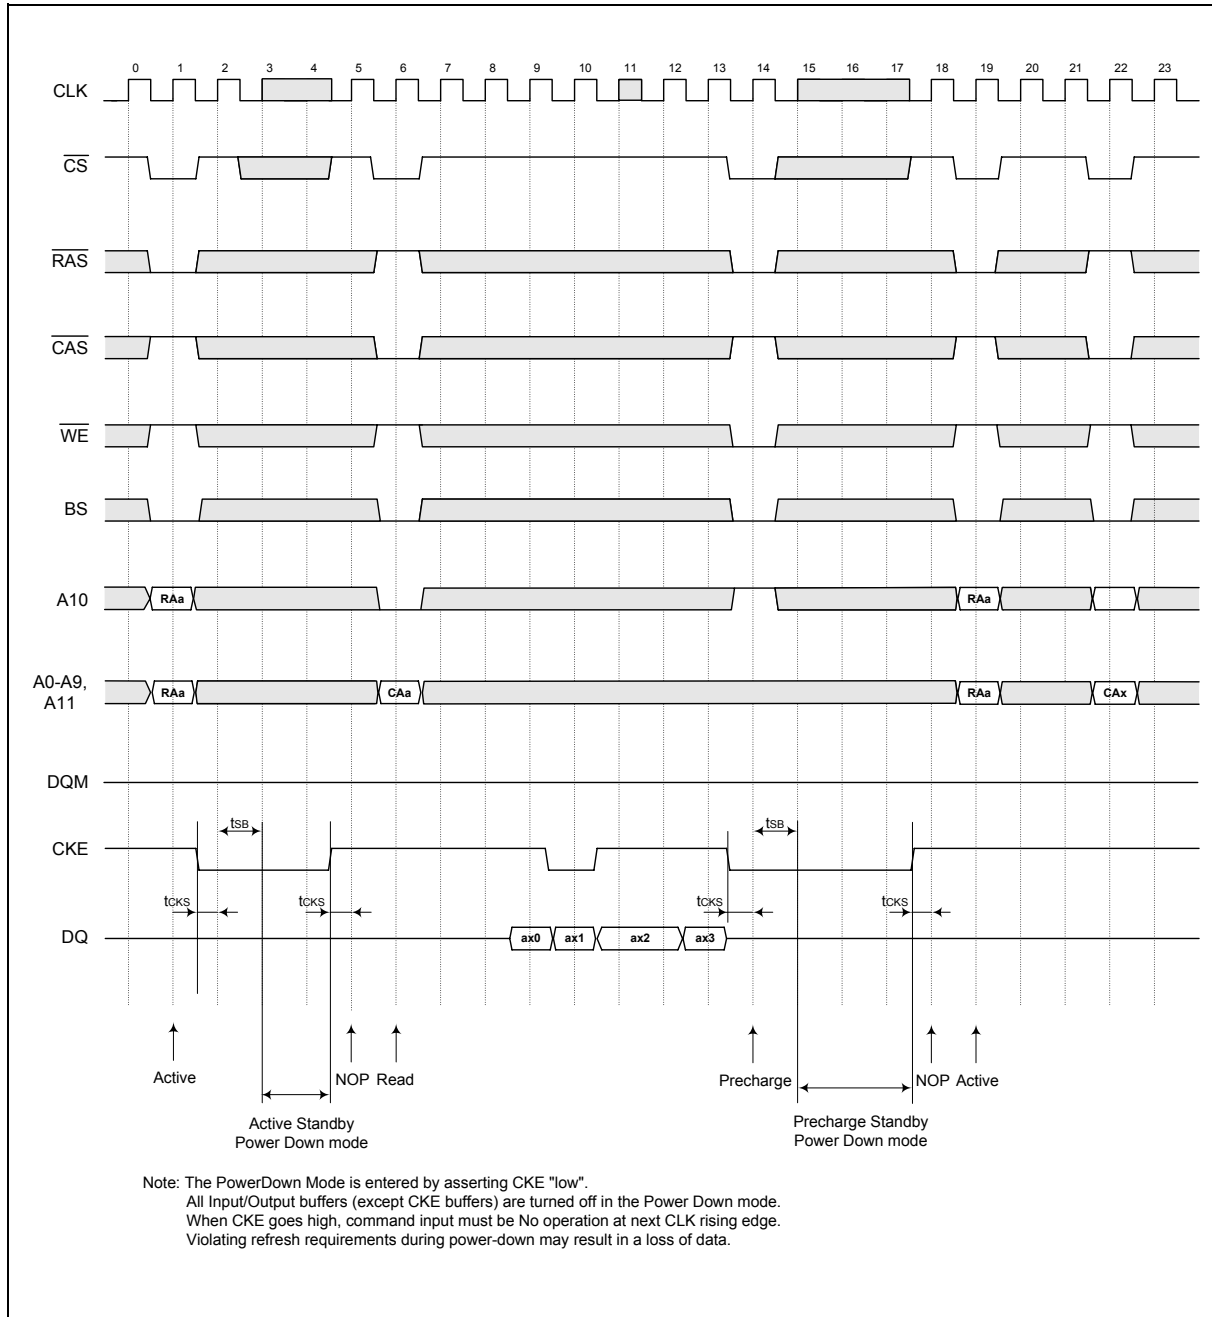 0 1 2 3 4 5 6 7 8 9 10 11 12 13 14 15 16 17 18 19 20 21 22 23
CLK
CS
RAS
CAS
WE
BS
A10 RAa RAa
A0-A9,
A11 RAa CAa RAa CAx
DQM
tSB tSB
CKE
tCKS tCKS tCKS tCKS
DQ ax0 ax1 ax2 ax3
Active NOP Read Precharge NOP Active
Active Standby
Power Down mode
Precharge Standby
Power Down mode
Note: The PowerDown Mode is entered by asserting CKE "low".
All Input/Output buffers (except CKE buffers) are turned off in the Power Down mode.
When CKE goes high, command input must be No operation at next CLK rising edge.
Violating refresh requirements during power-down may result in a loss of data.